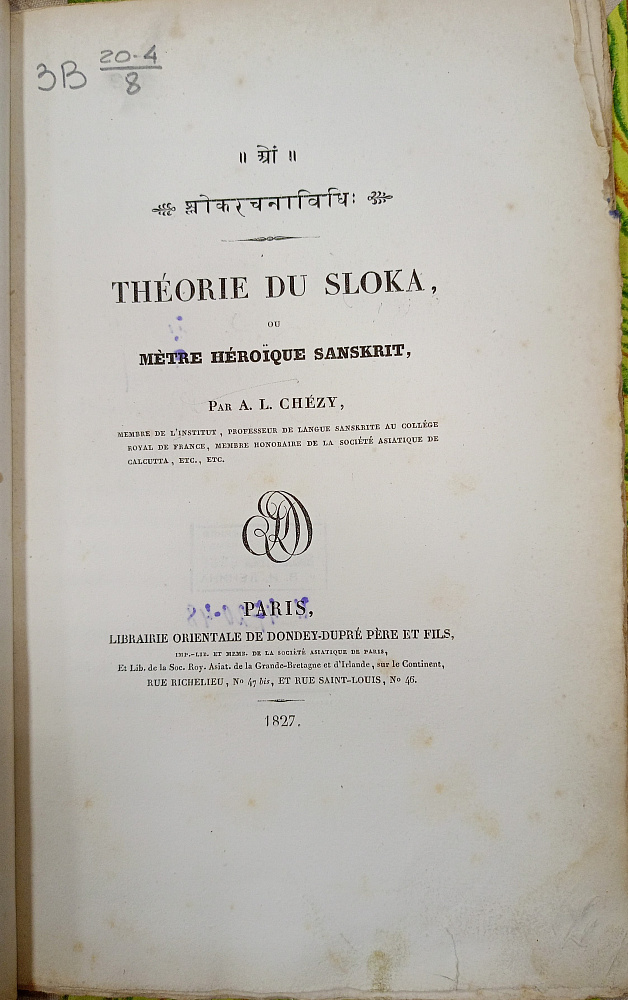 3В 20-4
8
॥ ओं ॥
श्लोकरचनाविधिः
THÉORIE DU SLOKA,
OU
MÈTRE HÉROÏQUE SANSKRIT,
PAR A. L. CHÉZY,
MEMBRE DE L'INSTITUT, PROFESSEUR DE LANGUE SANSKRITE AU COLLÉGE
ROYAL DE FRANCE, MEMBRE HONORAIRE DE LA SOCIÉTÉ ASIATIQUE DE
CALCUTTA, ETC., ETC.
PARIS,
LIBRAIRIE ORIENTALE DE DONDEY-DUPRÉ PÈRE ET FILS,
IMP.-LIB. ET MEMB. DE LA SOCIÉTÉ ASIATIQUE DE PARIS,
Et Lib. de la Soc. Roy. Asiat. de la Grande-Bretagne et d'Irlande, sur le Continent,
RUE RICHELIEU, No 47 bis, ET RUE SAINT-LOUIS, No 46.
1827.